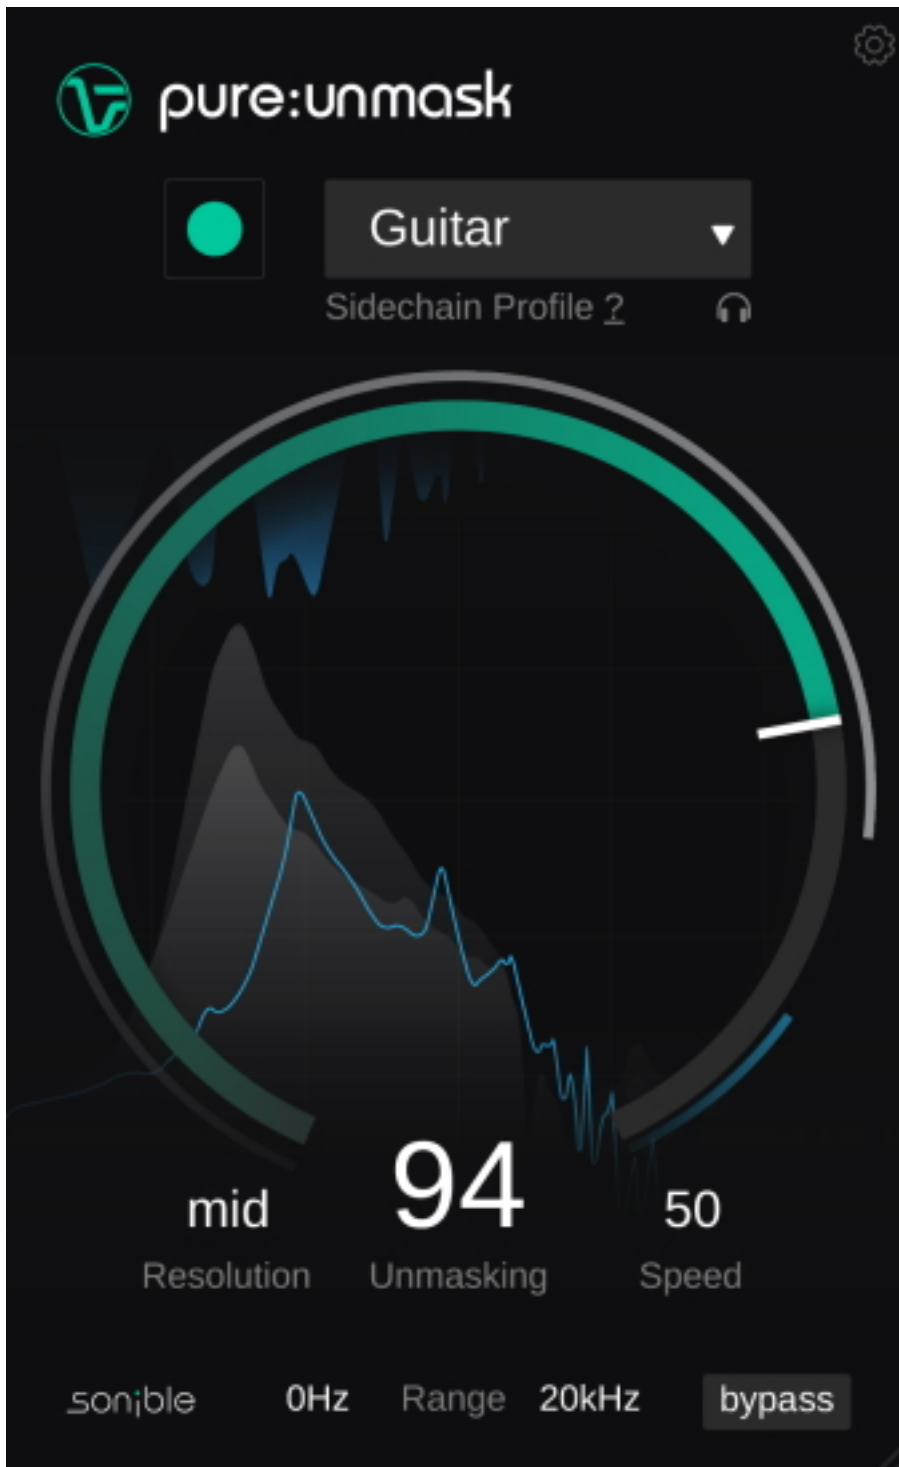 pure:unmask
Guitar
Sidechain Profile ?
mid 94 50
Resolution Unmasking Speed
sonible 0Hz Range 20kHz bypass